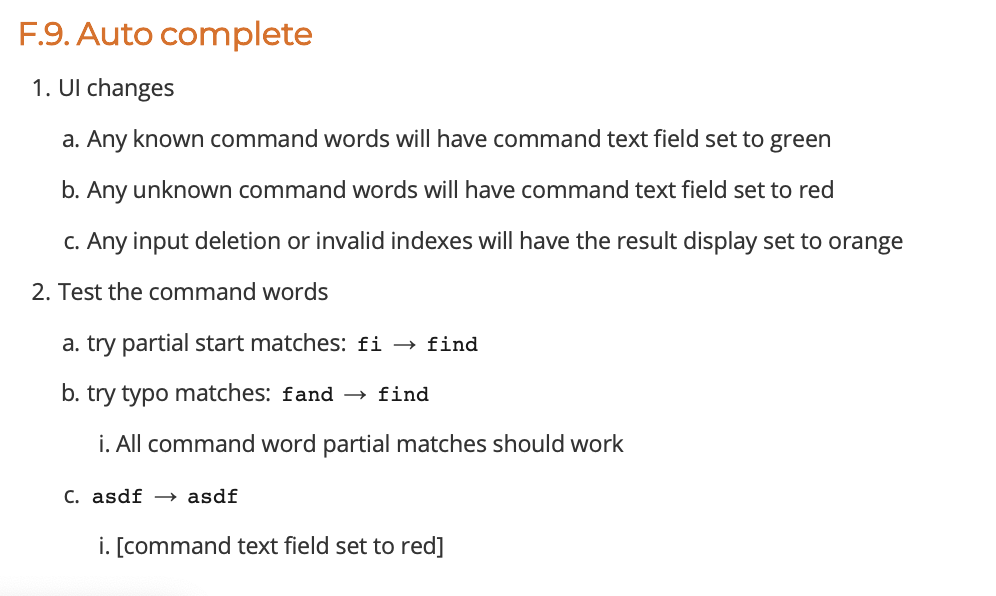 F.9. Auto complete
1. UI changes
a. Any known command words will have command text field set to green
b. Any unknown command words will have command text field set to red
c. Any input deletion or invalid indexes will have the result display set to orange
2. Test the command words
a. try partial start matches: fi → find
b. try typo matches: fand → find
i. All command word partial matches should work
c. asdf → asdf
i. [command text field set to red]